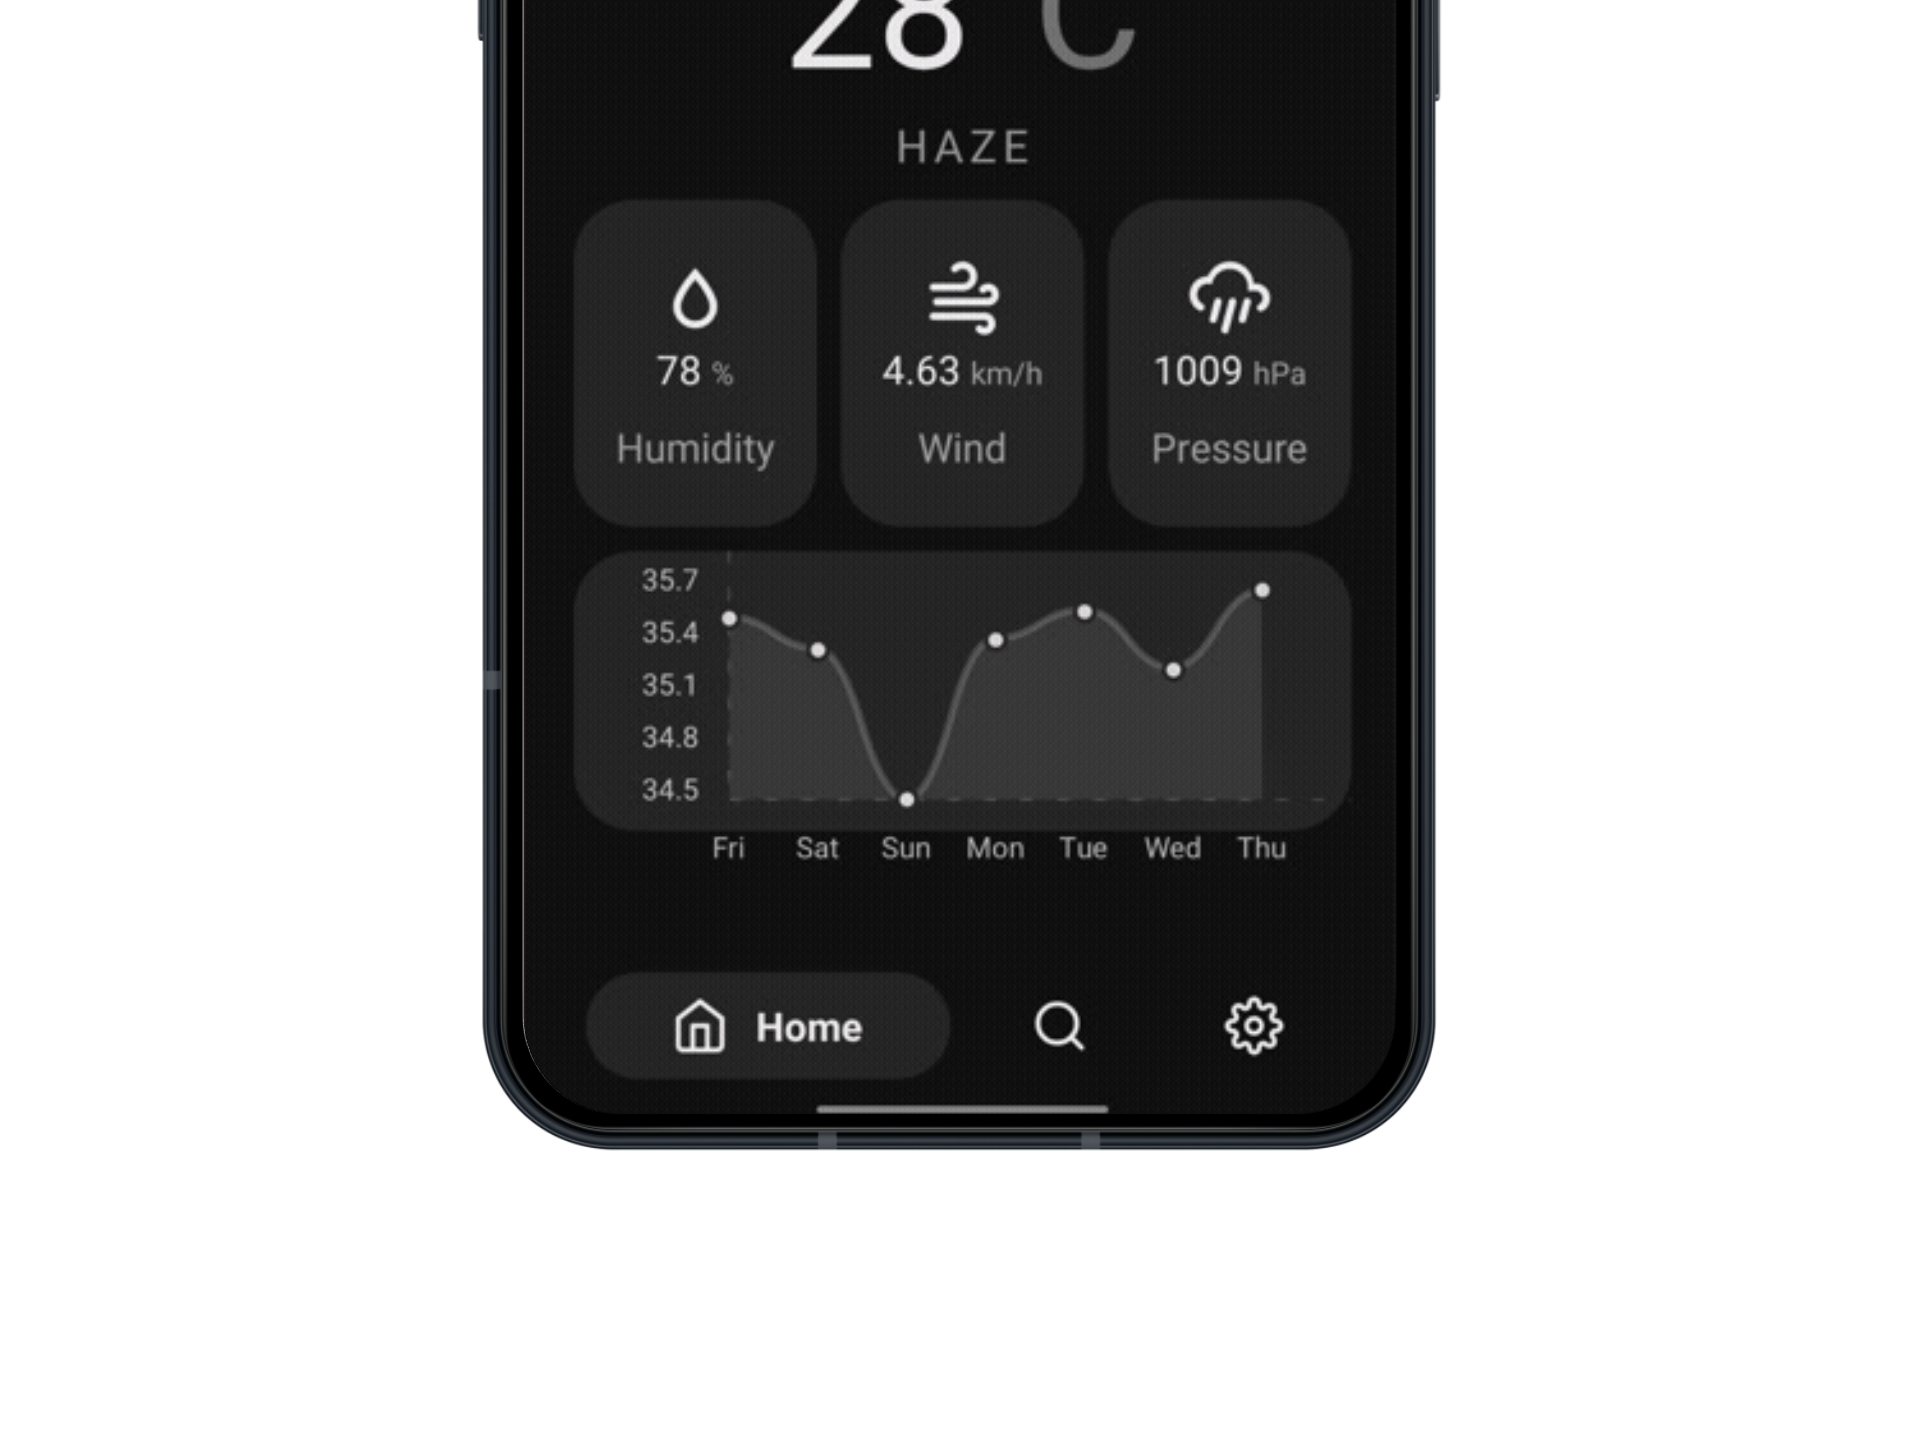 28 C
HAZE
78 %
Humidity
4.63 km/h
Wind
1009 hPa
Pressure
35.7
35.4
35.1
34.8
34.5
Fri Sat Sun Mon Tue Wed Thu
Home